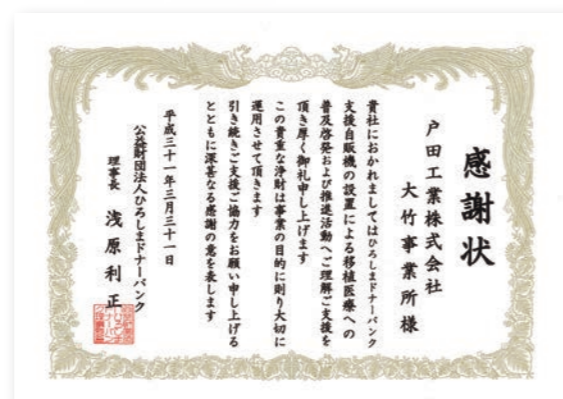 感謝状
戸田工業株式会社
大竹事業所様
貴社におかれましてはひろしまドナーバンク
支援自販機の設置による移植医療への
普及啓発および推進活動へご理解ご支援を
頂き厚く御礼申し上げます
この貴重な浄財は事業の目的に則り大切に
運用させて頂きます
引き続きご支援ご協力をお願い申し上げる
とともに深甚なる感謝の意を表します
平成三十一年三月三十一日
公益財団法人ひろしまドナーバンク
理事長 浅原利正